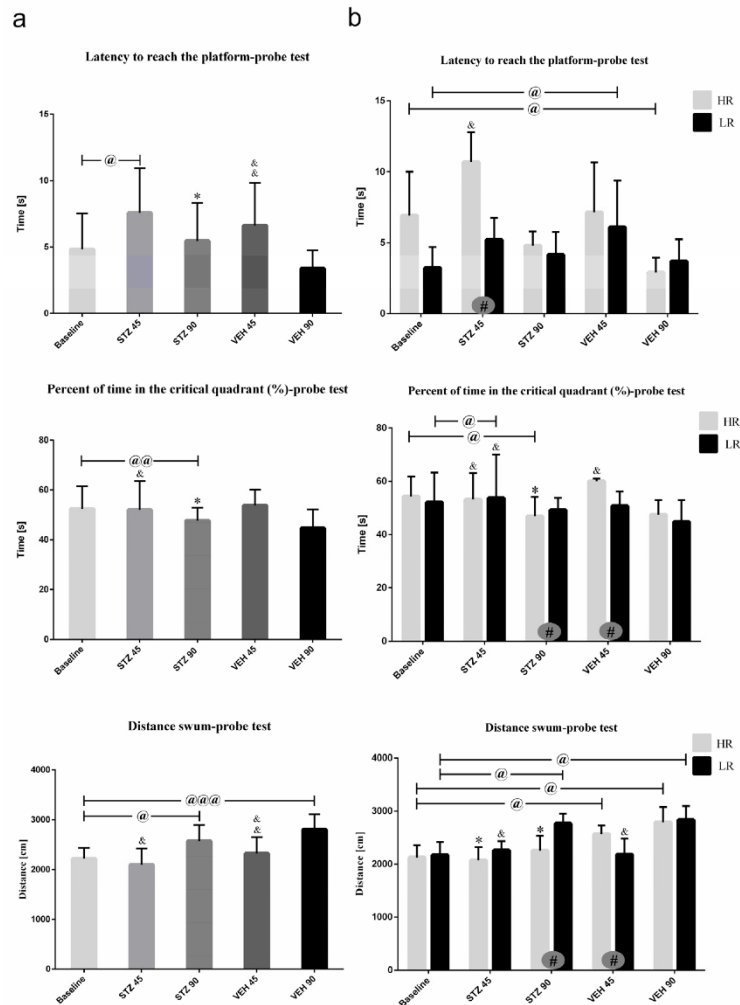 a
Latency to reach the platform-probe test
Time [s]
15
10
5
0
@
*
&
&
Baseline
STZ 45
STZ 90
VEH 45
VEH 90
Percent of time in the critical quadrant (%)-probe test
Time [s]
80
60
40
20
0
@@
&
*
Baseline
STZ 45
STZ 90
VEH 45
VEH 90
Distance swum-probe test
Distance [cm]
4000
3000
2000
1000
0
@@@
@
&
&
&
Baseline
STZ 45
STZ 90
VEH 45
VEH 90
b
Latency to reach the platform-probe test
HR
LR
Time [s]
15
10
5
0
@
@
&
#
Baseline
STZ 45
STZ 90
VEH 45
VEH 90
Percent of time in the critical quadrant (%)-probe test
HR
LR
Time [s]
80
60
40
20
0
@
@
&
&
*
&
#
#
Baseline
STZ 45
STZ 90
VEH 45
VEH 90
Distance swum-probe test
HR
LR
Distance [cm]
4000
3000
2000
1000
0
@
@
@
@
*
&
*
&
#
#
Baseline
STZ 45
STZ 90
VEH 45
VEH 90